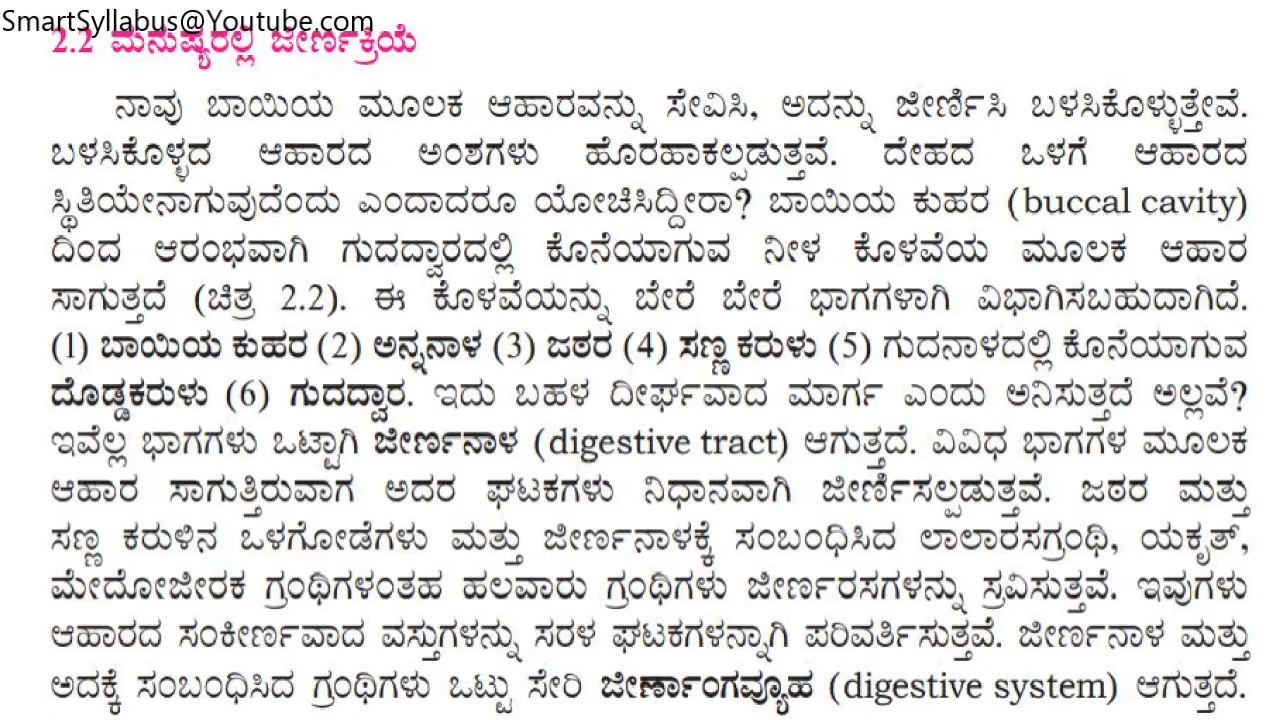 SmartSyllabus@Youtube.com
2.2 ಮನುಷ್ಯರಲ್ಲಿ ಜೀರ್ಣಕ್ರಿಯೆ
ನಾವು ಬಾಯಿಯ ಮೂಲಕ ಆಹಾರವನ್ನು ಸೇವಿಸಿ, ಅದನ್ನು ಜೀರ್ಣಿಸಿ ಬಳಸಿಕೊಳ್ಳುತ್ತೇವೆ.
ಬಳಸಿಕೊಳ್ಳದ ಆಹಾರದ ಅಂಶಗಳು ಹೊರಹಾಕಲ್ಪಡುತ್ತವೆ. ದೇಹದ ಒಳಗೆ ಆಹಾರದ
ಸ್ಥಿತಿಯೇನಾಗುವುದೆಂದು ಎಂದಾದರೂ ಯೋಚಿಸಿದ್ದೀರಾ? ಬಾಯಿಯ ಕುಹರ (buccal cavity)
ದಿಂದ ಆರಂಭವಾಗಿ ಗುದದ್ವಾರದಲ್ಲಿ ಕೊನೆಯಾಗುವ ನೀಳ ಕೊಳವೆಯ ಮೂಲಕ ಆಹಾರ
ಸಾಗುತ್ತದೆ (ಚಿತ್ರ 2.2). ಈ ಕೊಳವೆಯನ್ನು ಬೇರೆ ಬೇರೆ ಭಾಗಗಳಾಗಿ ವಿಭಾಗಿಸಬಹುದಾಗಿದೆ.
(1) ಬಾಯಿಯ ಕುಹರ (2) ಅನ್ನನಾಳ (3) ಜಠರ (4) ಸಣ್ಣ ಕರುಳು (5) ಗುದನಾಳದಲ್ಲಿ ಕೊನೆಯಾಗುವ
ದೊಡ್ಡಕರುಳು (6) ಗುದದ್ವಾರ. ಇದು ಬಹಳ ದೀರ್ಘವಾದ ಮಾರ್ಗ ಎಂದು ಅನಿಸುತ್ತದೆ ಅಲ್ಲವೆ?
ಇವೆಲ್ಲ ಭಾಗಗಳು ಒಟ್ಟಾಗಿ ಜೀರ್ಣನಾಳ (digestive tract) ಆಗುತ್ತದೆ. ವಿವಿಧ ಭಾಗಗಳ ಮೂಲಕ
ಆಹಾರ ಸಾಗುತ್ತಿರುವಾಗ ಅದರ ಘಟಕಗಳು ನಿಧಾನವಾಗಿ ಜೀರ್ಣಿಸಲ್ಪಡುತ್ತವೆ. ಜಠರ ಮತ್ತು
ಸಣ್ಣ ಕರುಳಿನ ಒಳಗೋಡೆಗಳು ಮತ್ತು ಜೀರ್ಣನಾಳಕ್ಕೆ ಸಂಬಂಧಿಸಿದ ಲಾಲಾರಸಗ್ರಂಥಿ, ಯಕೃತ್,
ಮೇದೋಜೀರಕ ಗ್ರಂಥಿಗಳಂತಹ ಹಲವಾರು ಗ್ರಂಥಿಗಳು ಜೀರ್ಣರಸಗಳನ್ನು ಸ್ರವಿಸುತ್ತವೆ. ಇವುಗಳು
ಆಹಾರದ ಸಂಕೀರ್ಣವಾದ ವಸ್ತುಗಳನ್ನು ಸರಳ ಘಟಕಗಳನ್ನಾಗಿ ಪರಿವರ್ತಿಸುತ್ತವೆ. ಜೀರ್ಣನಾಳ ಮತ್ತು
ಅದಕ್ಕೆ ಸಂಬಂಧಿಸಿದ ಗ್ರಂಥಿಗಳು ಒಟ್ಟು ಸೇರಿ ಜೀರ್ಣಾಂಗವ್ಯೂಹ (digestive system) ಆಗುತ್ತದೆ.